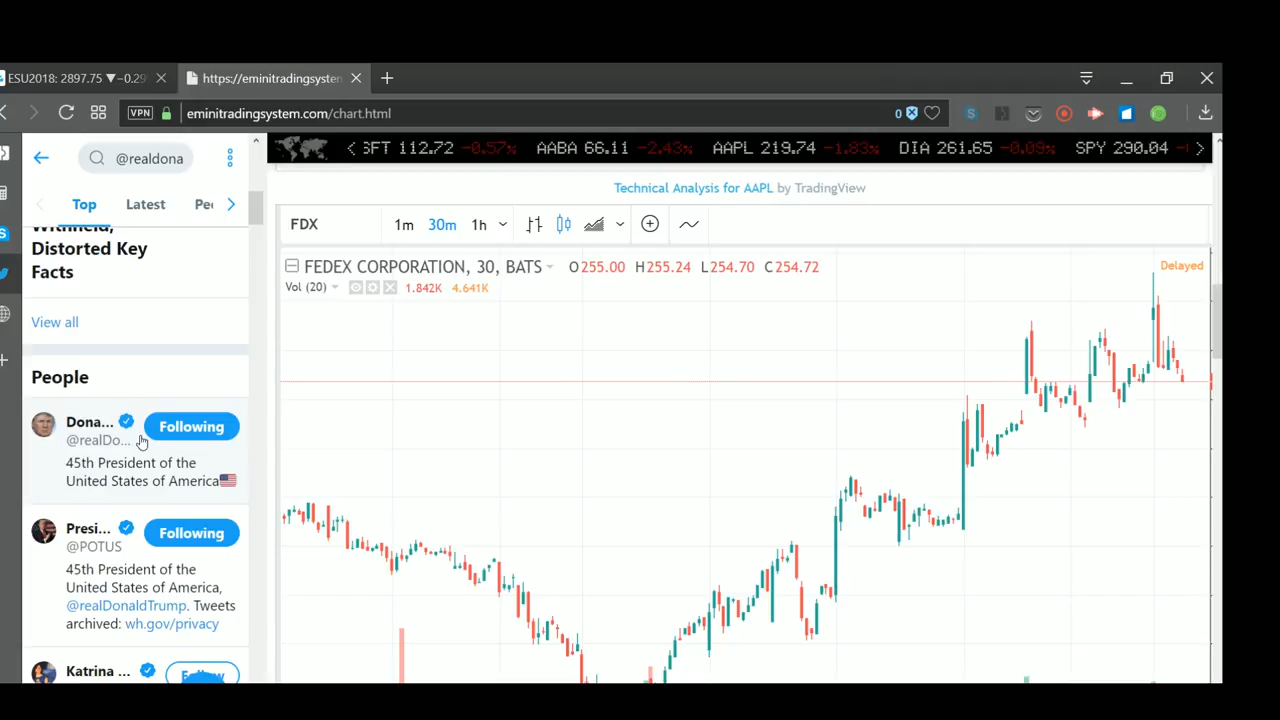 ESU2018: 2897.75 ▼−0.29
https://eminitradingsystem
VPN
eminitradingsystem.com/chart.html
0
S
@realdona
SFT 112.72 -0.57% AABA 66.11 -2.43% AAPL 219.74 -1.83% DIA 261.65 -0.09% SPY 290.04
Technical Analysis for AAPL by TradingView
Top Latest Pe
FDX 1m 30m 1h
Distorted Key
Facts
FEDEX CORPORATION, 30, BATS O255.00 H255.24 L254.70 C254.72
Delayed
Vol (20) 1.842K 4.641K
View all
People
Dona...
@realDo...
Following
45th President of the
United States of America
Presi...
@POTUS
Following
45th President of the
United States of America,
@realDonaldTrump. Tweets
archived: wh.gov/privacy
Katrina ...
Follow